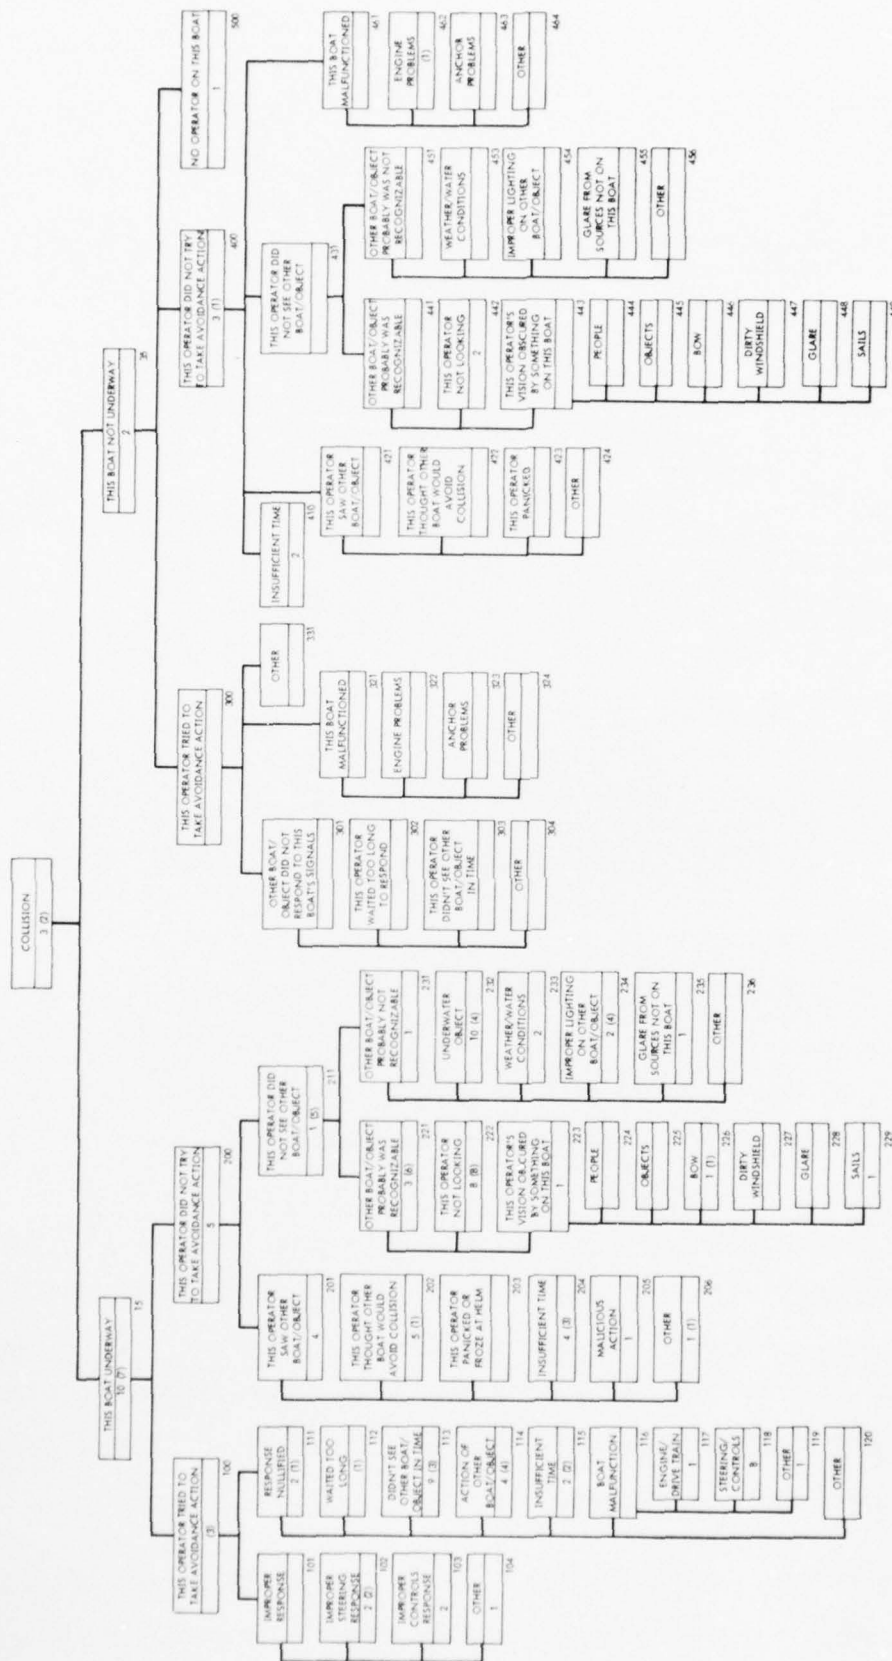 COLLISION
3 (2)
THIS BOAT UNDERWAY
10 (7)
15
THIS OPERATOR TRIED TO
TAKE AVOIDANCE ACTION
(3)
100
IMPROPER
RESPONSE
101
IMPROPER
STEERING
RESPONSE
2 (2)
102
IMPROPER
CONTROLS
RESPONSE
2
103
OTHER
1
104
RESPONSE
NULLIFIED
2 (1)
111
WAITED TOO
LONG
(1)
112
DIDN'T SEE
OTHER BOAT/
OBJECT IN TIME
9 (3)
113
ACTION OF
OTHER
BOAT/OBJECT
4 (4)
114
INSUFFICIENT
TIME
2 (2)
115
BOAT
MALFUNCTION
116
ENGINE/
DRIVE TRAIN
1
117
STEERING/
CONTROLS
8
118
OTHER
1
119
OTHER
120
THIS OPERATOR DID NOT TRY
TO TAKE AVOIDANCE ACTION
5
200
THIS OPERATOR
SAW OTHER
BOAT/OBJECT
4
201
THIS OPERATOR
THOUGHT OTHER
BOAT WOULD
AVOID COLLISION
5 (1)
202
THIS OPERATOR
PANICKED OR
FROZE AT HELM
203
INSUFFICIENT TIME
4 (3)
204
MALICIOUS
ACTION
1
205
OTHER
1 (1)
206
THIS OPERATOR DID
NOT SEE OTHER
BOAT/OBJECT
1 (5)
211
OTHER BOAT/OBJECT
PROBABLY WAS
RECOGNIZABLE
3 (6)
221
THIS OPERATOR
NOT LOOKING
8 (8)
222
THIS OPERATOR'S
VISION OBSCURED
BY SOMETHING
ON THIS BOAT
1
223
PEOPLE
224
OBJECTS
225
BOW
1 (1)
226
DIRTY
WINDSHIELD
227
GLARE
228
SAILS
1
229
OTHER BOAT/OBJECT
PROBABLY NOT
RECOGNIZABLE
1
231
UNDERWATER
OBJECT
10 (4)
232
WEATHER/WATER
CONDITIONS
2
233
IMPROPER LIGHTING
ON OTHER
BOAT/OBJECT
2 (4)
234
GLARE FROM
SOURCES NOT ON
THIS BOAT
1
235
OTHER
236
THIS BOAT NOT UNDERWAY
2
35
THIS OPERATOR TRIED TO
TAKE AVOIDANCE ACTION
300
OTHER BOAT/
OBJECT DID NOT
RESPOND TO THIS
BOAT'S SIGNALS
301
THIS OPERATOR
WAITED TOO LONG
TO RESPOND
302
THIS OPERATOR
DIDN'T SEE OTHER
BOAT/OBJECT
IN TIME
303
OTHER
304
THIS BOAT
MALFUNCTIONED
321
ENGINE PROBLEMS
322
ANCHOR
PROBLEMS
323
OTHER
324
OTHER
331
THIS OPERATOR DID NOT TRY
TO TAKE AVOIDANCE ACTION
3 (1)
400
INSUFFICIENT TIME
2
410
THIS OPERATOR
SAW OTHER
BOAT/OBJECT
421
THIS OPERATOR
THOUGHT OTHER
BOAT WOULD
AVOID
COLLISION
422
THIS OPERATOR
PANICKED
423
OTHER
424
THIS OPERATOR DID
NOT SEE OTHER
BOAT/OBJECT
431
OTHER BOAT/OBJECT
PROBABLY WAS
RECOGNIZABLE
441
THIS OPERATOR
NOT LOOKING
2
442
THIS OPERATOR'S
VISION OBSCURED
BY SOMETHING
ON THIS BOAT
443
PEOPLE
444
OBJECTS
445
BOW
446
DIRTY
WINDSHIELD
447
GLARE
448
SAILS
OTHER BOAT/OBJECT
PROBABLY WAS NOT
RECOGNIZABLE
451
WEATHER/WATER
CONDITIONS
453
IMPROPER LIGHTING
ON OTHER
BOAT/OBJECT
454
GLARE FROM
SOURCES NOT ON
THIS BOAT
455
OTHER
456
THIS BOAT
MALFUNCTIONED
461
ENGINE
PROBLEMS
(1)
462
ANCHOR
PROBLEMS
463
OTHER
464
NO OPERATOR ON THIS BOAT
1
500